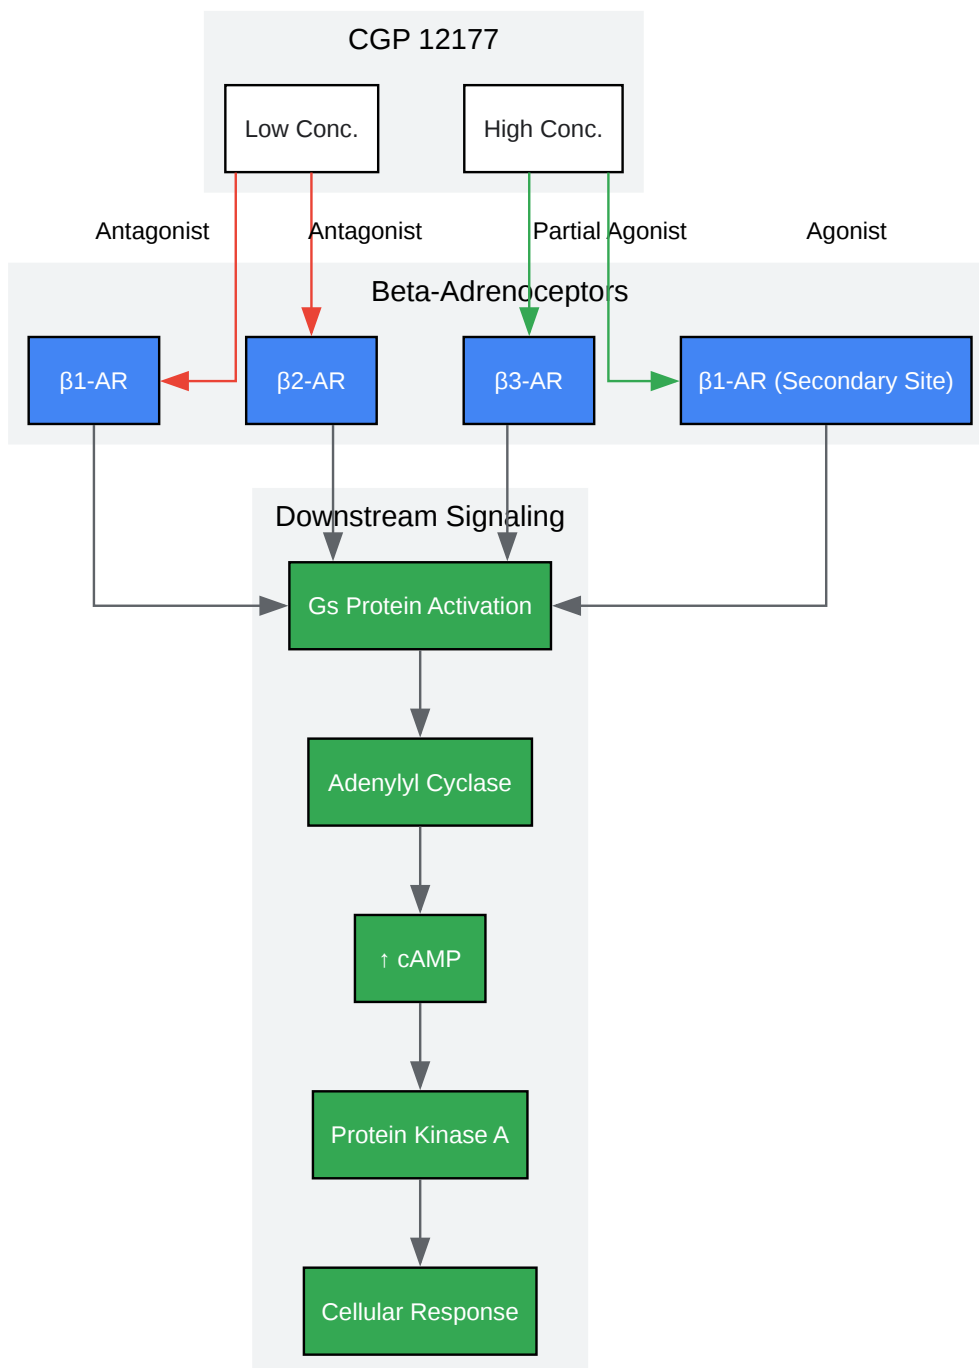 CGP 12177
Low Conc.
High Conc.
Antagonist
Antagonist
Partial Agonist
Agonist
Beta-Adrenoceptors
β1-AR
β2-AR
β3-AR
β1-AR (Secondary Site)
Downstream Signaling
Gs Protein Activation
Adenylyl Cyclase
↑ cAMP
Protein Kinase A
Cellular Response